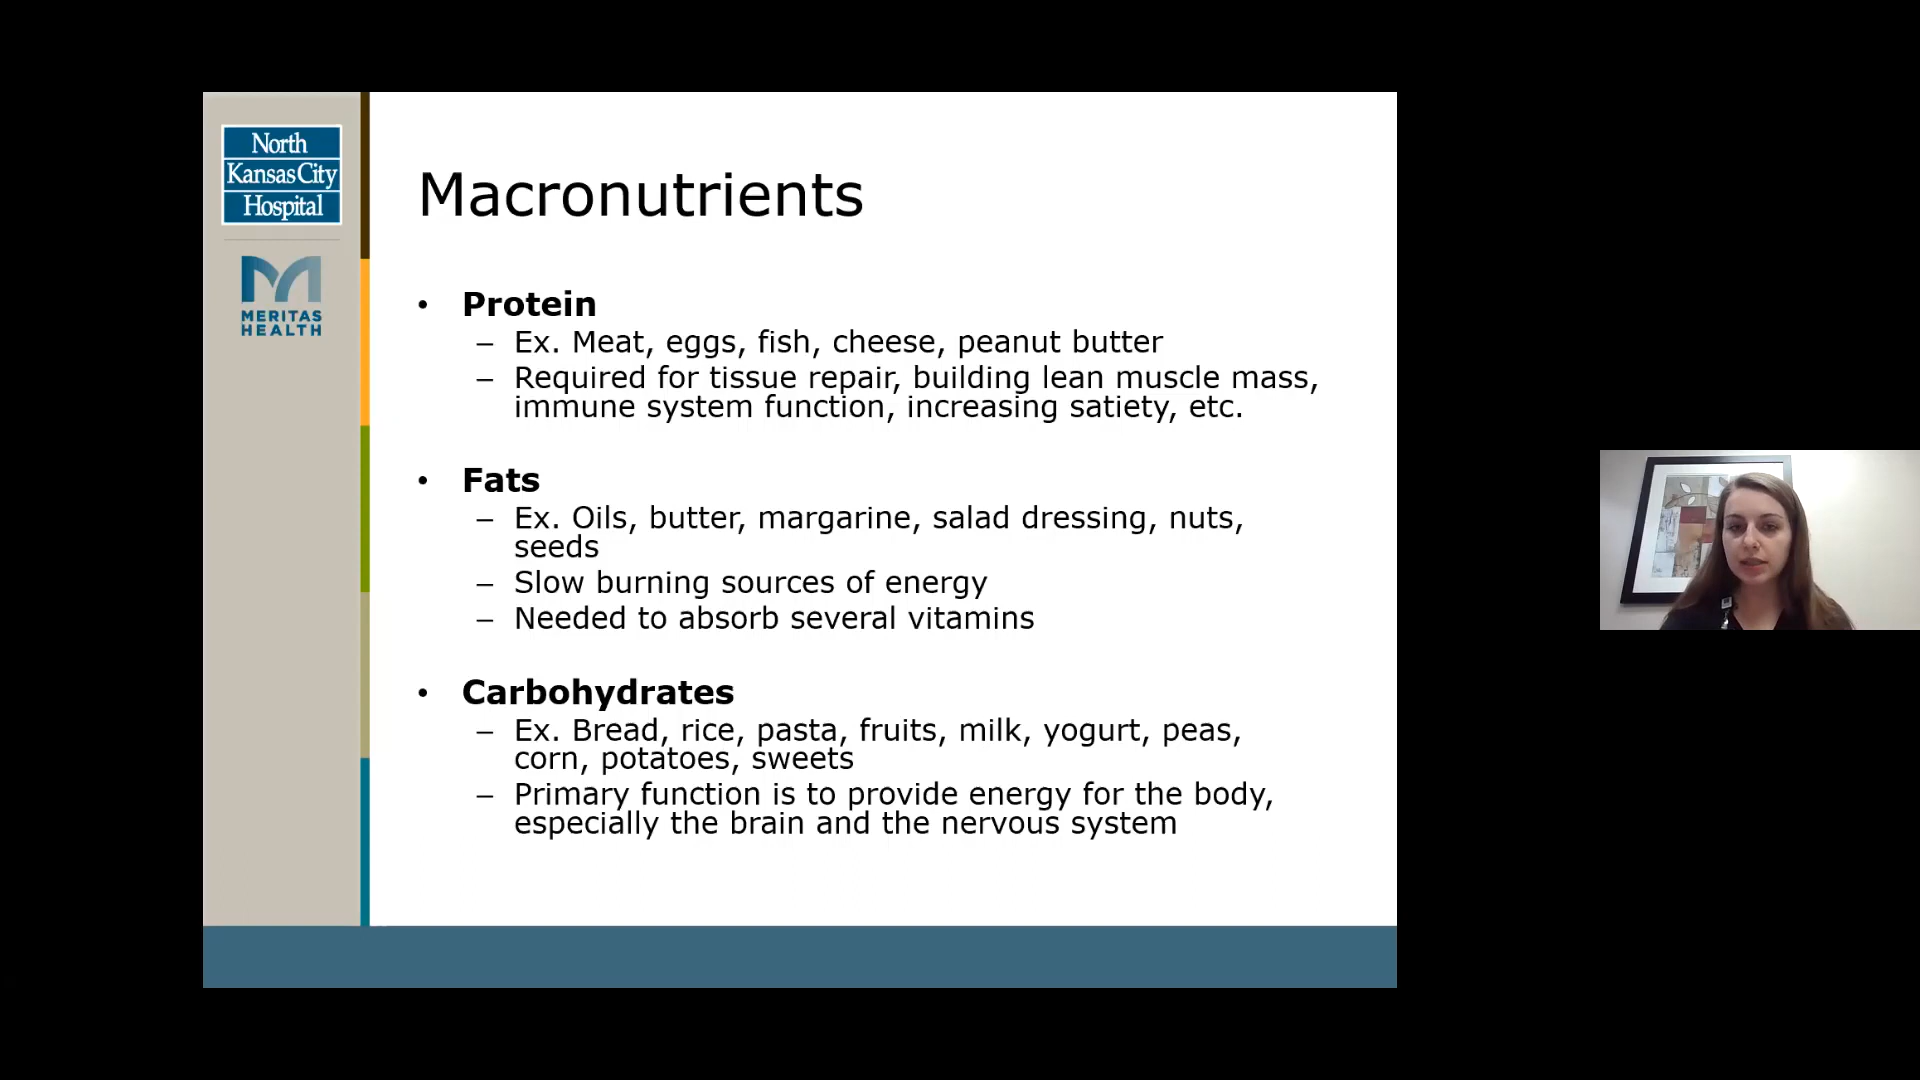 North
Kansas City
Hospital
MERITAS
HEALTH
Macronutrients
• Protein
– Ex. Meat, eggs, fish, cheese, peanut butter
– Required for tissue repair, building lean muscle mass,
immune system function, increasing satiety, etc.
• Fats
– Ex. Oils, butter, margarine, salad dressing, nuts,
seeds
– Slow burning sources of energy
– Needed to absorb several vitamins
• Carbohydrates
– Ex. Bread, rice, pasta, fruits, milk, yogurt, peas,
corn, potatoes, sweets
– Primary function is to provide energy for the body,
especially the brain and the nervous system